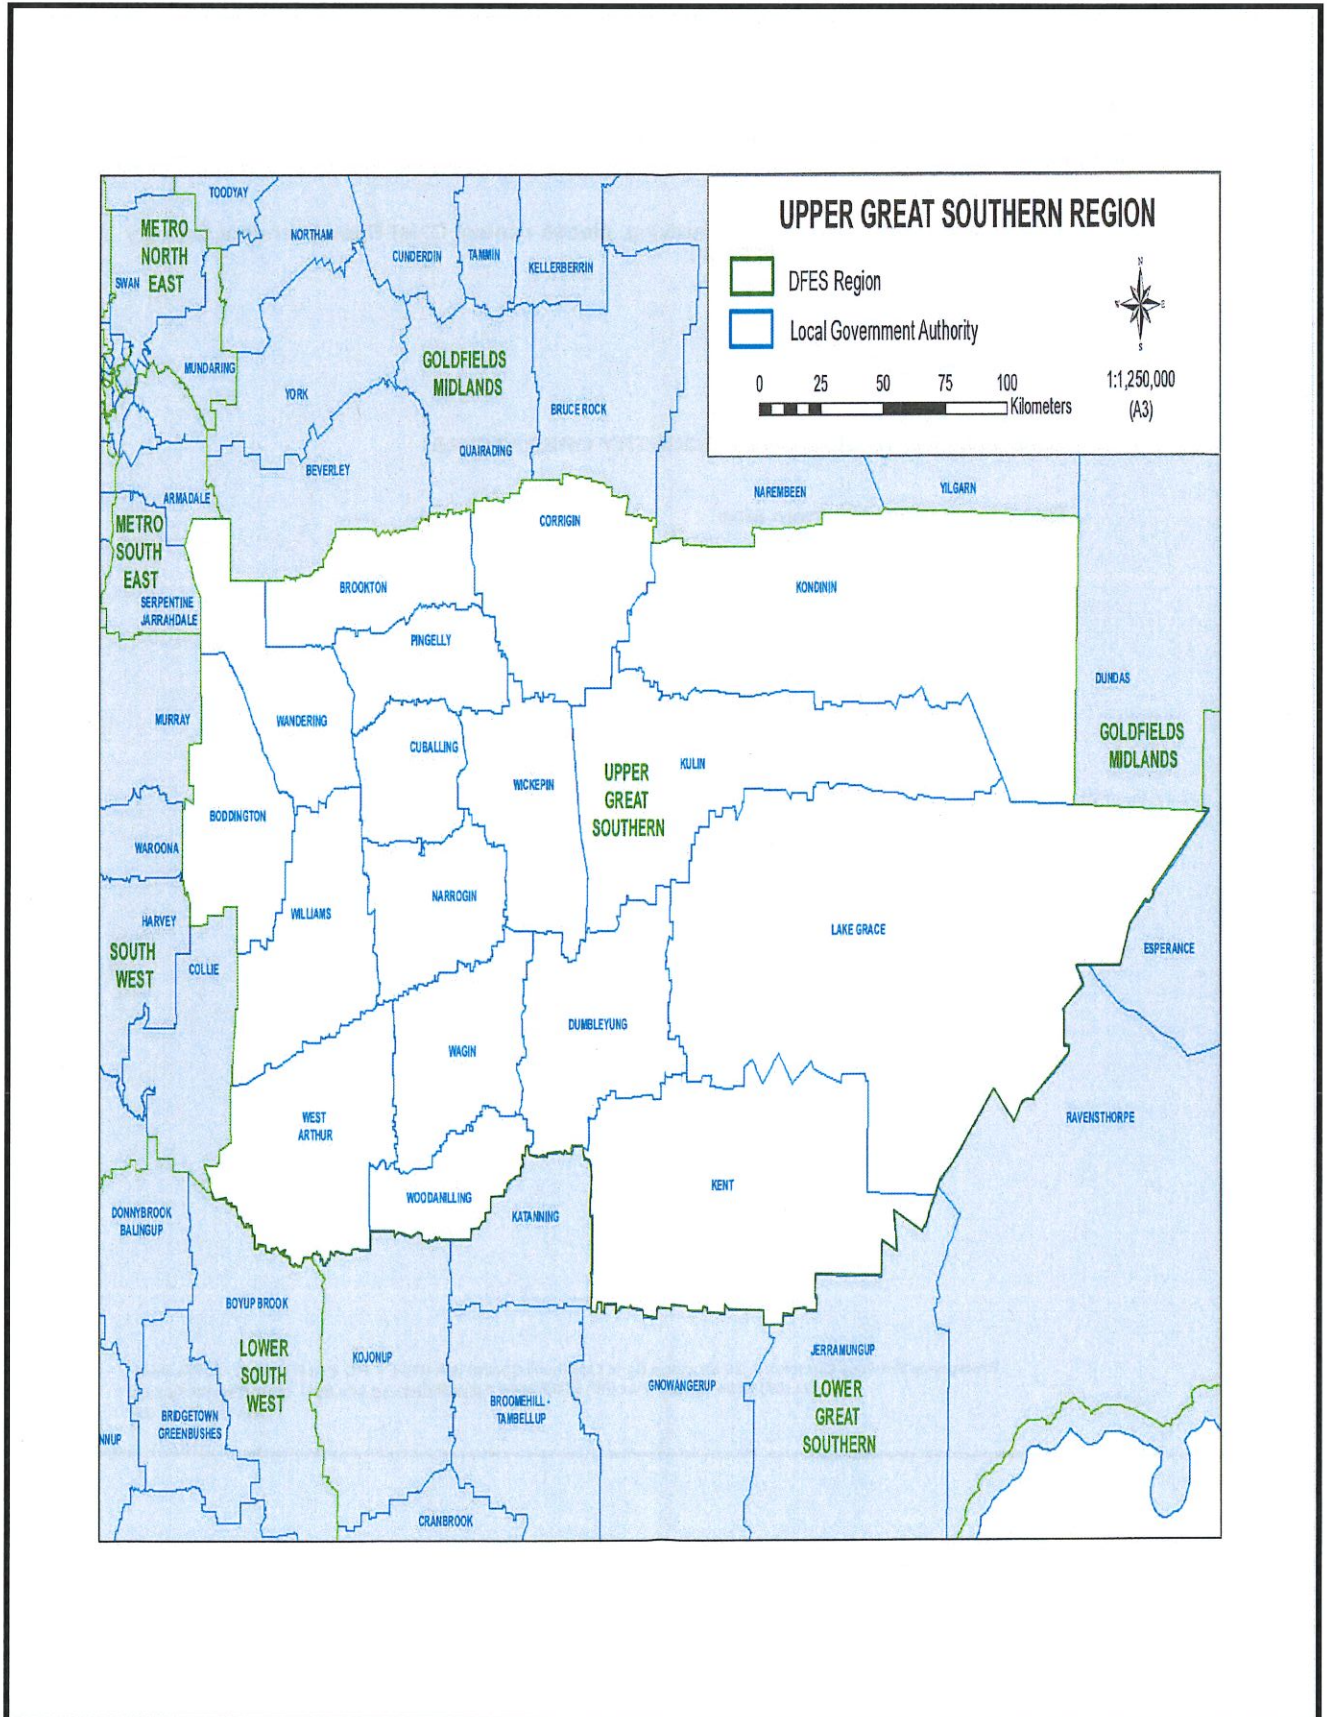 UPPER GREAT SOUTHERN REGION
DFES Region
Local Government Authority
N
E
S
0 25 50 75 100
Kilometers
1:1,250,000
(A3)
TOODYAY
METRO
NORTH
EAST
SWAN
NORTHAM
CUNDERDIN
TAMMIN
KELLERBERRIN
MUNDARING
YORK
GOLDFIELDS
MIDLANDS
BRUCE ROCK
QUAIRADING
BEVERLEY
ARMADALE
NAREMBEEN
YILGARN
METRO
SOUTH
EAST
CORRIGIN
SERPENTINE
JARRAHDALE
BROOKTON
KONDININ
PINGELLY
DUNDAS
MURRAY
WANDERING
CUBALLING
GOLDFIELDS
MIDLANDS
WICKEPIN
UPPER
GREAT
SOUTHERN
KULIN
BODDINGTON
WAROONA
NARROGIN
WILLIAMS
HARVEY
SOUTH
WEST
COLLIE
LAKE GRACE
ESPERANCE
DUMBLEYUNG
WAGIN
WEST
ARTHUR
RAVENSTHORPE
KENT
WOODANILLING
KATANNING
DONNYBROOK
BALINGUP
BOYUP BROOK
LOWER
SOUTH
WEST
KOJONUP
JERRAMUNGUP
GNOWANGERUP
LOWER
GREAT
SOUTHERN
BROOMEHILL -
TAMBELLUP
BRIDGETOWN
GREENBUSHES
NNUP
CRANBROOK